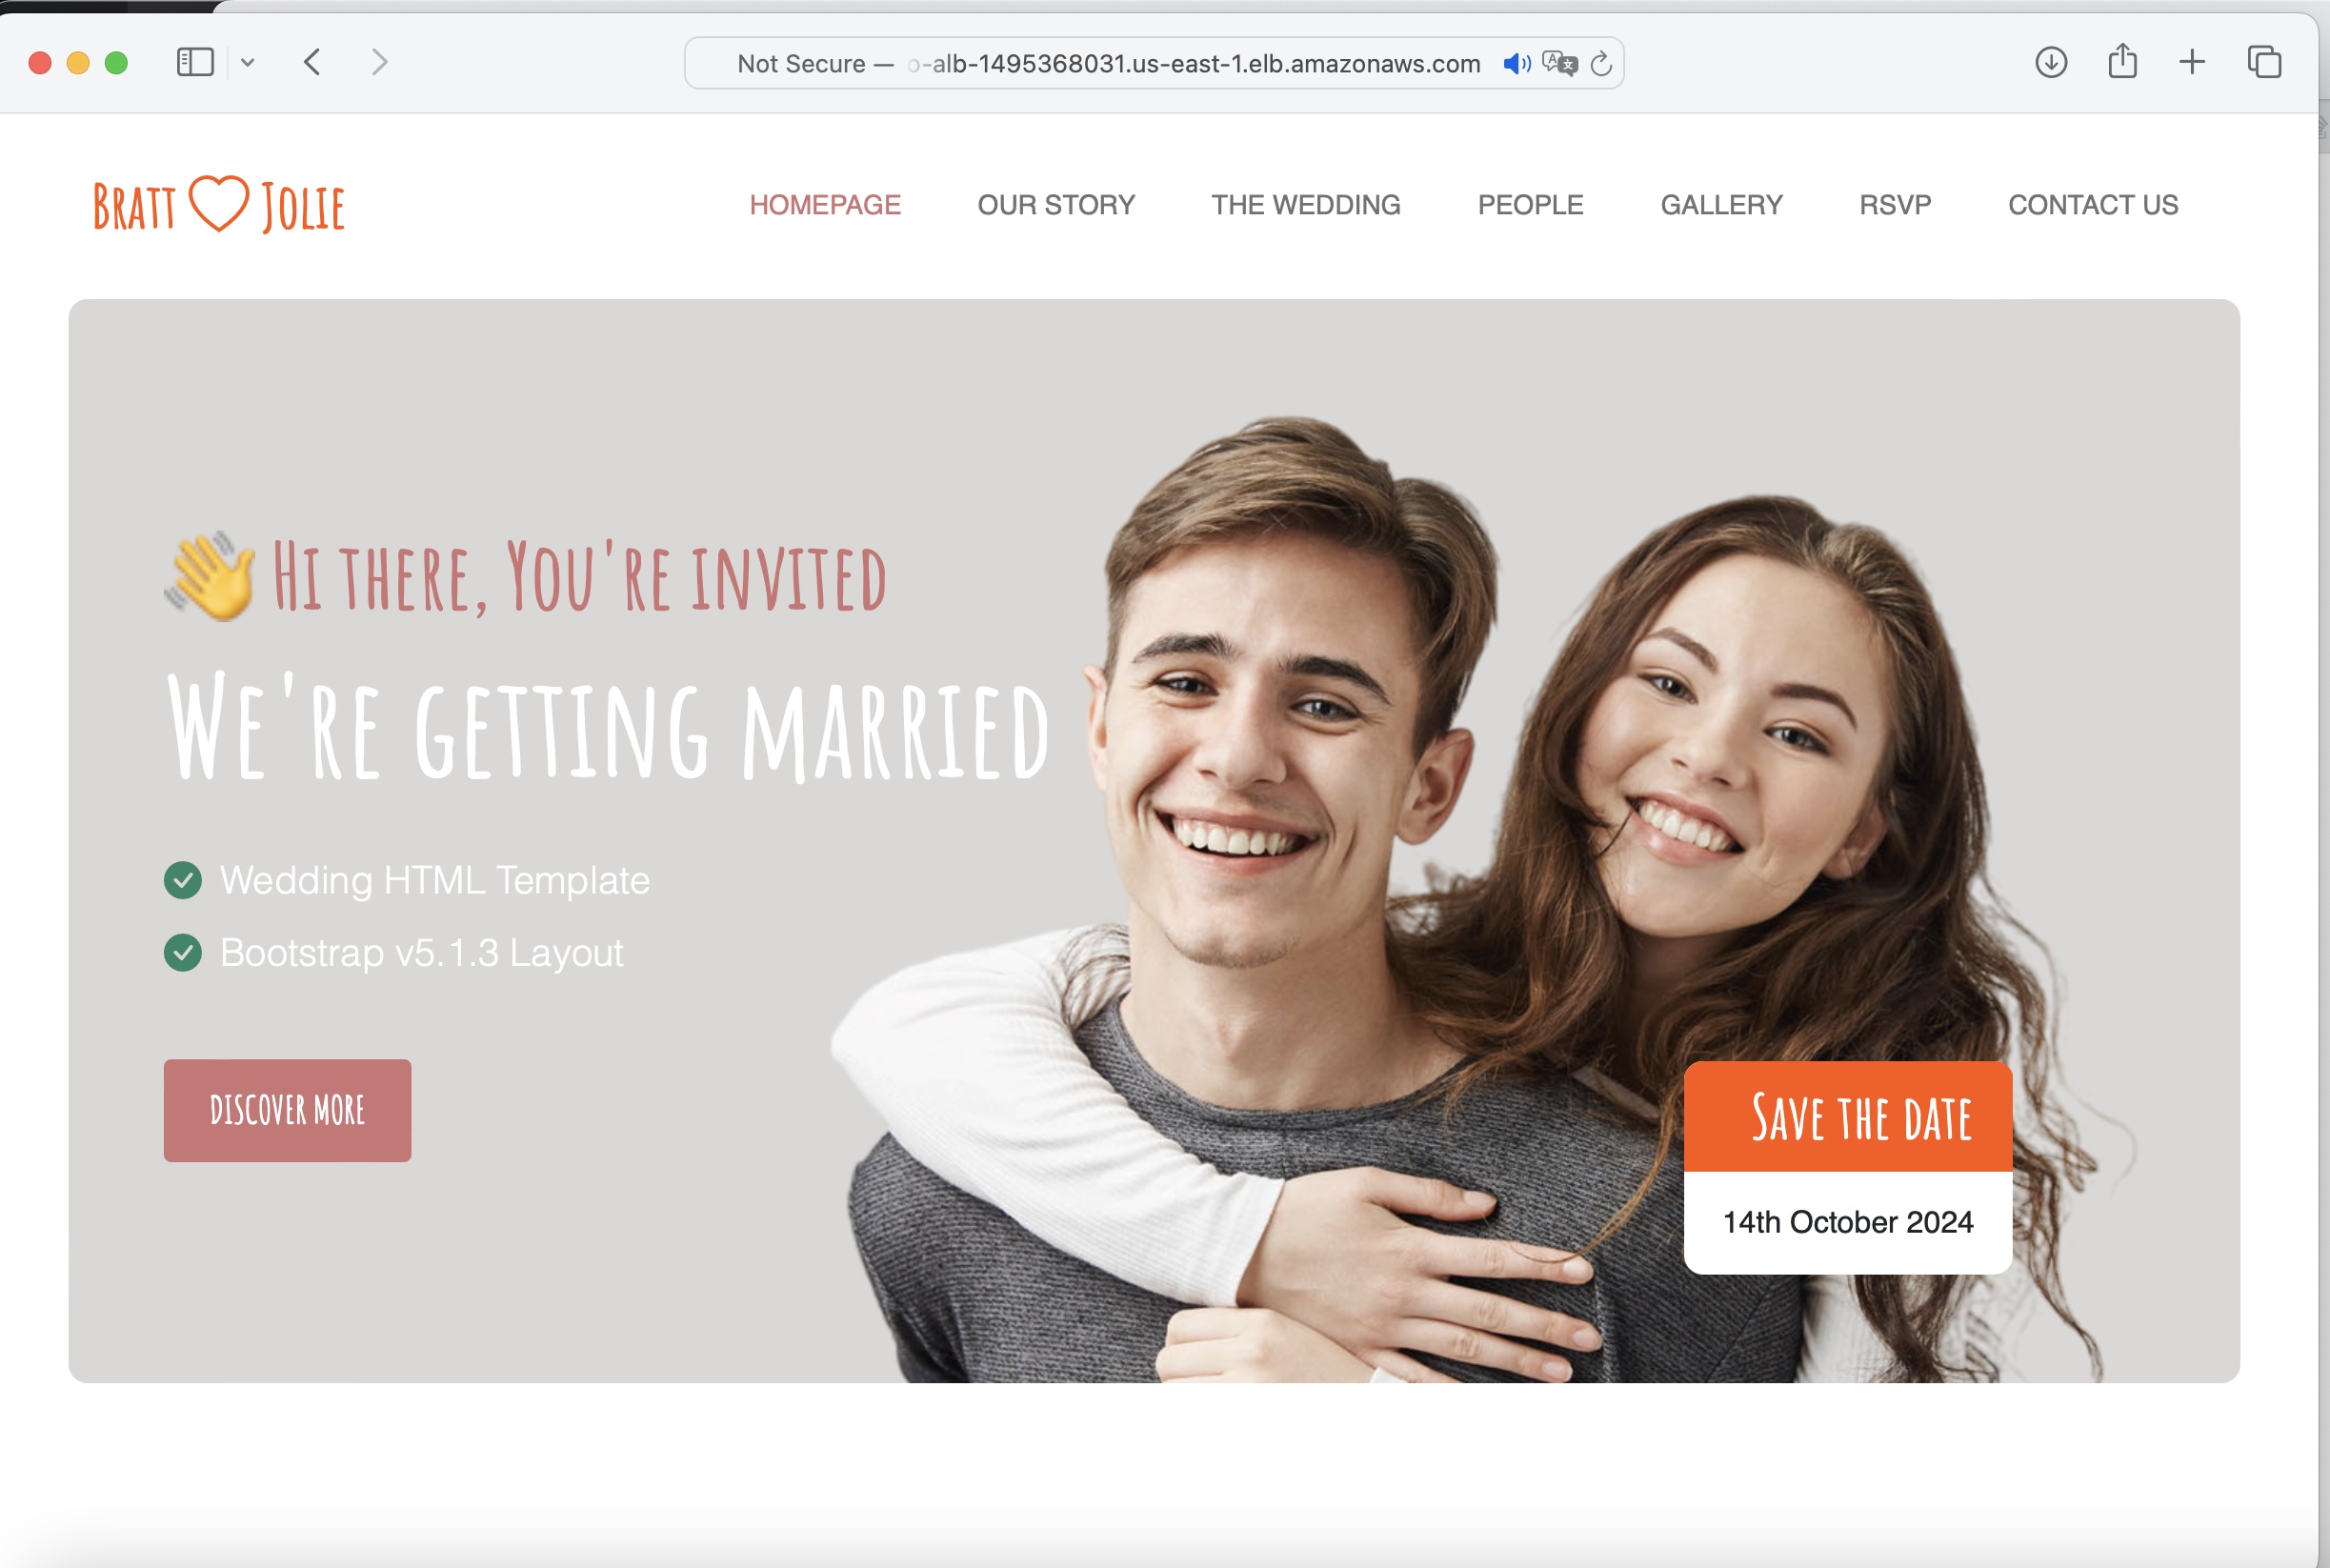 Not Secure — o-alb-1495368031.us-east-1.elb.amazonaws.com
Bratt Jolie
HOMEPAGE OUR STORY THE WEDDING PEOPLE GALLERY RSVP CONTACT US
Hi there, You're invited
We're getting married
Wedding HTML Template
Bootstrap v5.1.3 Layout
DISCOVER MORE
Save the date
14th October 2024